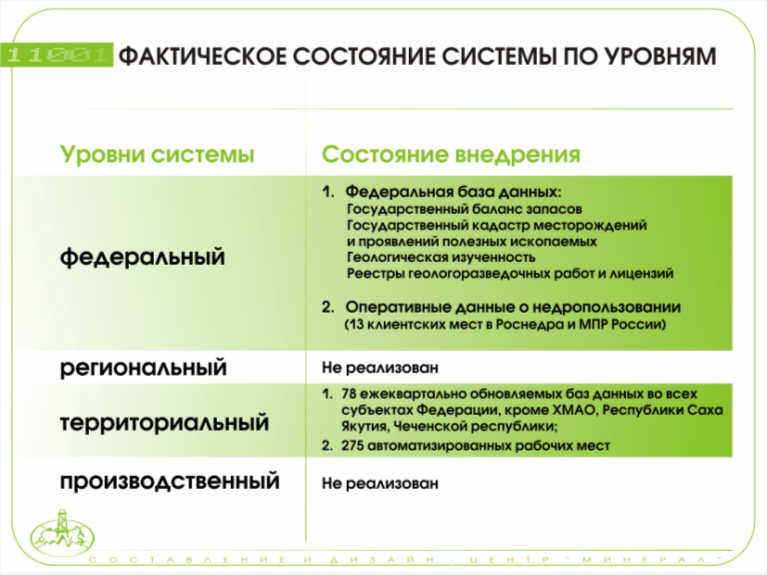 11001
ФАКТИЧЕСКОЕ СОСТОЯНИЕ СИСТЕМЫ ПО УРОВНЯМ
Уровни системы
Состояние внедрения
федеральный
1. Федеральная база данных:
Государственный баланс запасов
Государственный кадастр месторождений
и проявлений полезных ископаемых
Геологическая изученность
Реестры геологоразведочных работ и лицензий
2. Оперативные данные о недропользовании
(13 клиентских мест в Роснедра и МПР России)
региональный
Не реализован
территориальный
1. 78 ежеквартально обновляемых баз данных во всех
субъектах Федерации, кроме ХМАО, Республики Саха
Якутия, Чеченской республики;
2. 275 автоматизированных рабочих мест
производственный
Не реализован
СОСТАВЛЕНИЕ И ДИЗАЙН - ЦЕНТР "МИНЕРАЛ"